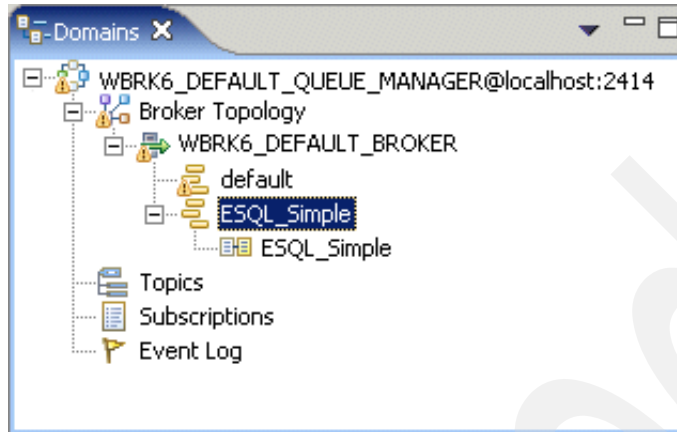 Domains
WBRK6_DEFAULT_QUEUE_MANAGER@localhost:2414
Broker Topology
WBRK6_DEFAULT_BROKER
default
ESQL_Simple
ESQL_Simple
Topics
Subscriptions
Event Log